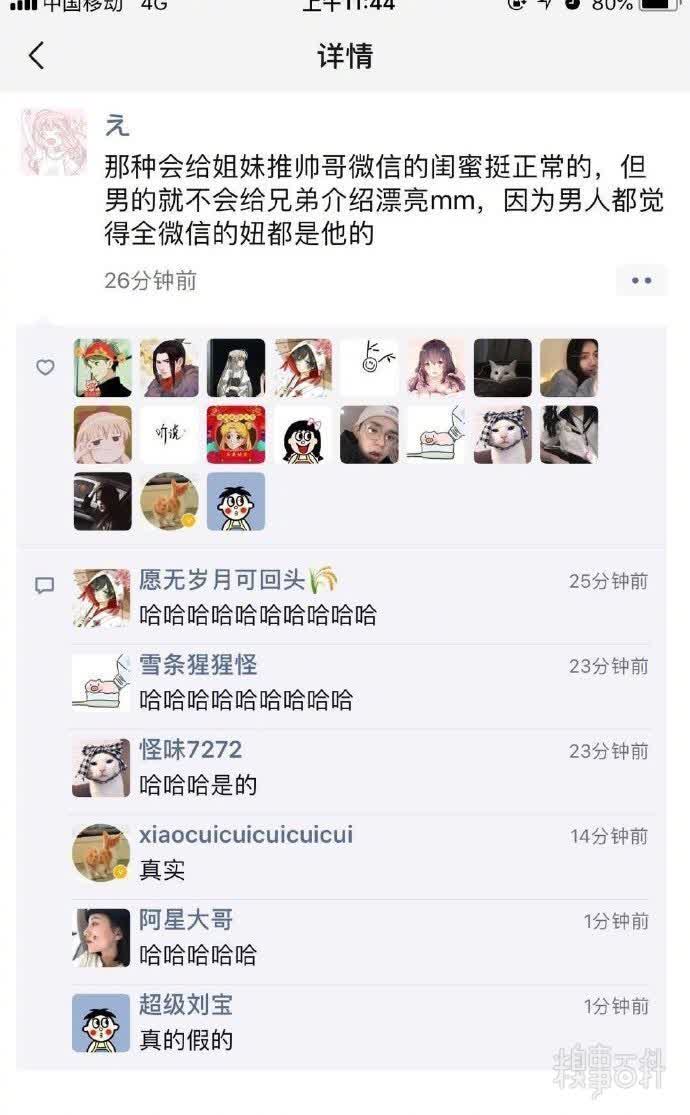 中国移动 4G 上午11:44 80%
详情
え
那种会给姐妹推帅哥微信的闺蜜挺正常的，但
男的就不会给兄弟介绍漂亮mm，因为男人都觉
得全微信的妞都是他的
26分钟前
听说
愿无岁月可回头 25分钟前
哈哈哈哈哈哈哈哈哈哈
雪条猩猩怪 23分钟前
哈哈哈哈哈哈哈哈哈
怪味7272 23分钟前
哈哈哈是的
xiaocuicuicuicuicui 14分钟前
真实
阿星大哥 1分钟前
哈哈哈哈哈
超级刘宝 1分钟前
真的假的
糗事百科